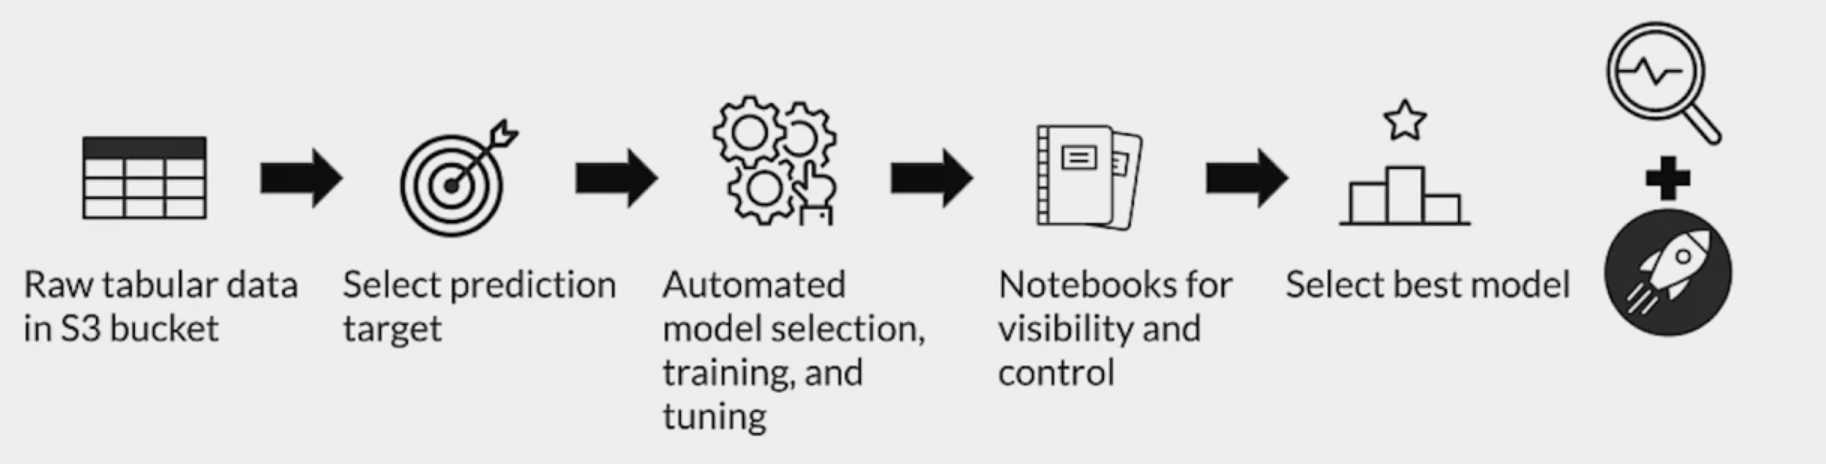 Raw tabular data
in S3 bucket
Select prediction
target
Automated
model selection,
training, and
tuning
Notebooks for
visibility and
control
Select best model